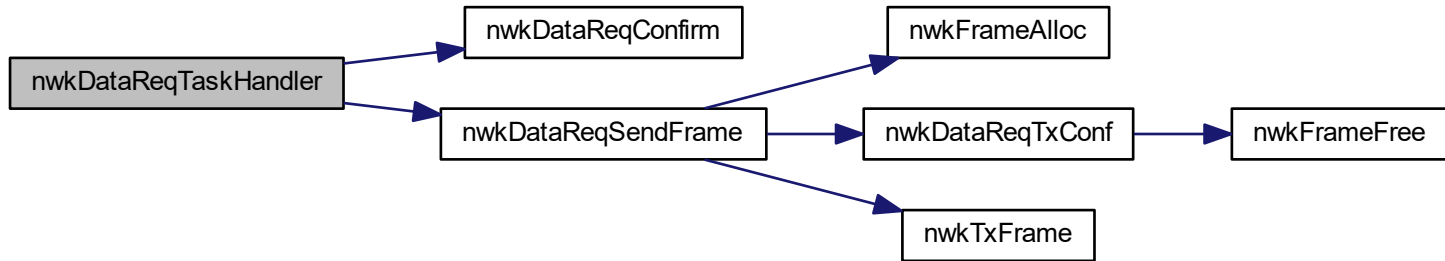 nwkDataReqTaskHandler
nwkDataReqConfirm
nwkDataReqSendFrame
nwkFrameAlloc
nwkDataReqTxConf
nwkTxFrame
nwkFrameFree